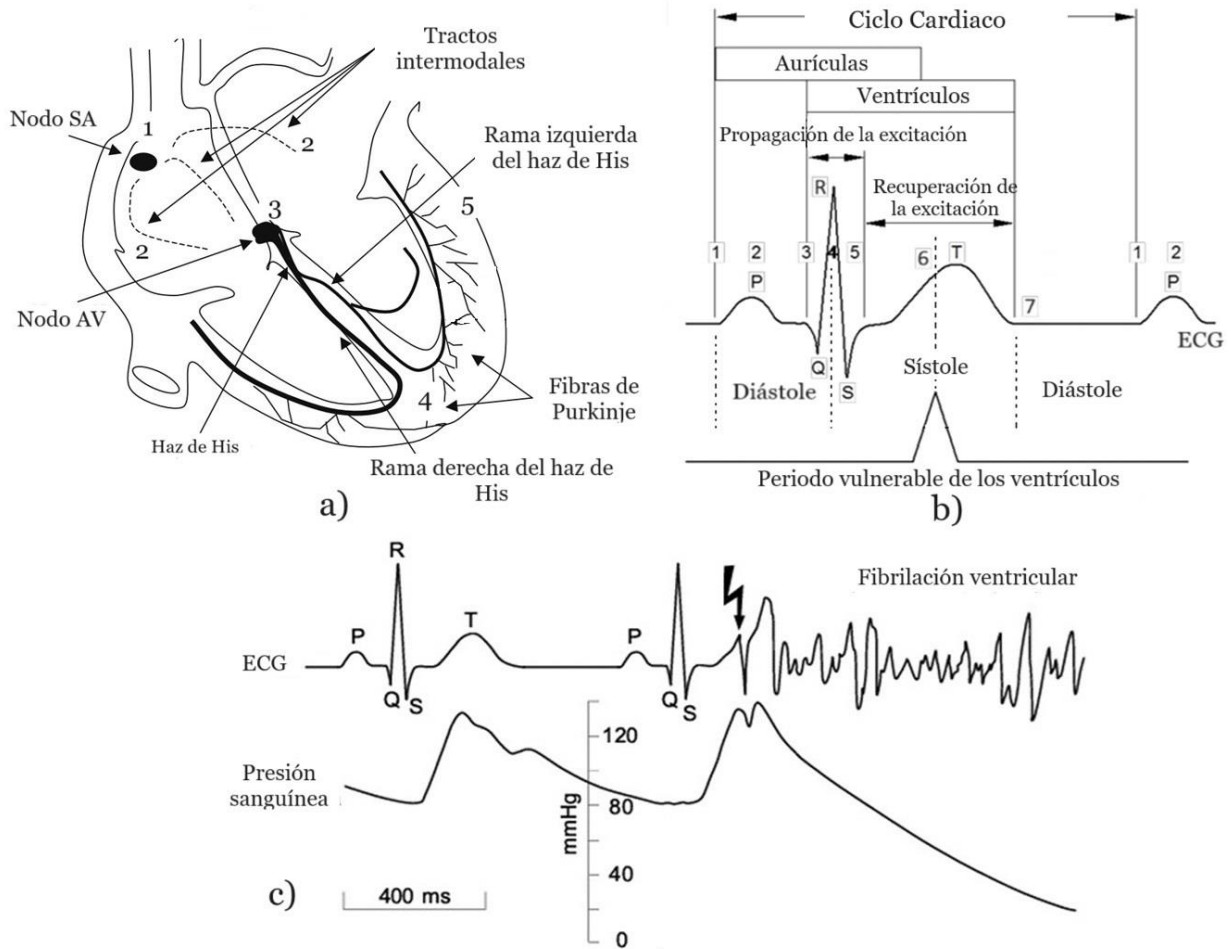 Tractos
intermodales
Nodo SA
1
2
Rama izquierda
del haz de His
3
5
2
Nodo AV
Fibras de
Purkinje
4
Haz de His
Rama derecha del haz de
His
a)
Ciclo Cardiaco
Aurículas
Ventrículos
Propagación de la excitación
R
Recuperación de
la excitación
1 2 3 4 5 6 T 1 2
P P
7
ECG
Q
S
Diástole Sístole Diástole
Periodo vulnerable de los ventrículos
b)
R
Fibrilación ventricular
P T P
ECG
Q S Q S
120
Presión
sanguínea
80
mmHg
40
c)
400 ms
0